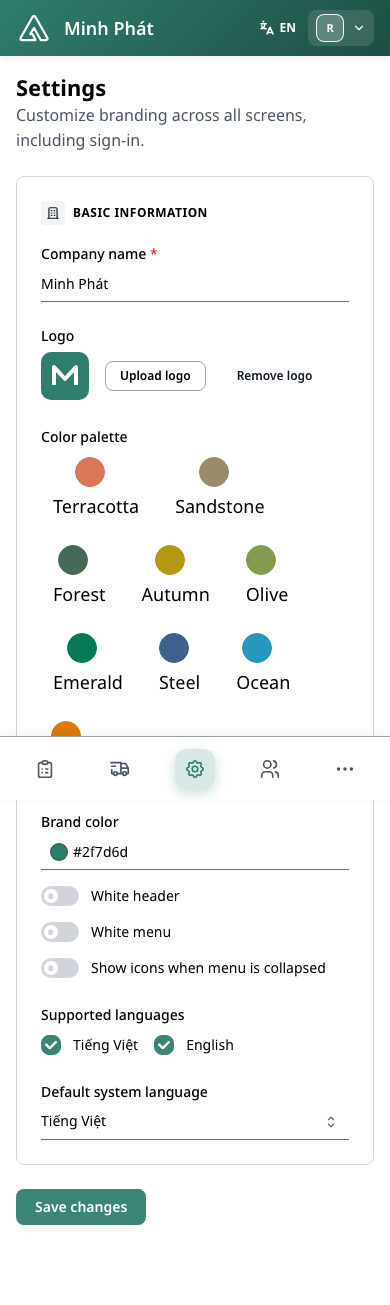 Minh Phát
EN
R
Settings
Customize branding across all screens,
including sign-in.
BASIC INFORMATION
Company name *
Minh Phát
Logo
Upload logo
Remove logo
Color palette
Terracotta
Sandstone
Forest
Autumn
Olive
Emerald
Steel
Ocean
Brand color
#2f7d6d
White header
White menu
Show icons when menu is collapsed
Supported languages
Tiếng Việt
English
Default system language
Tiếng Việt
Save changes